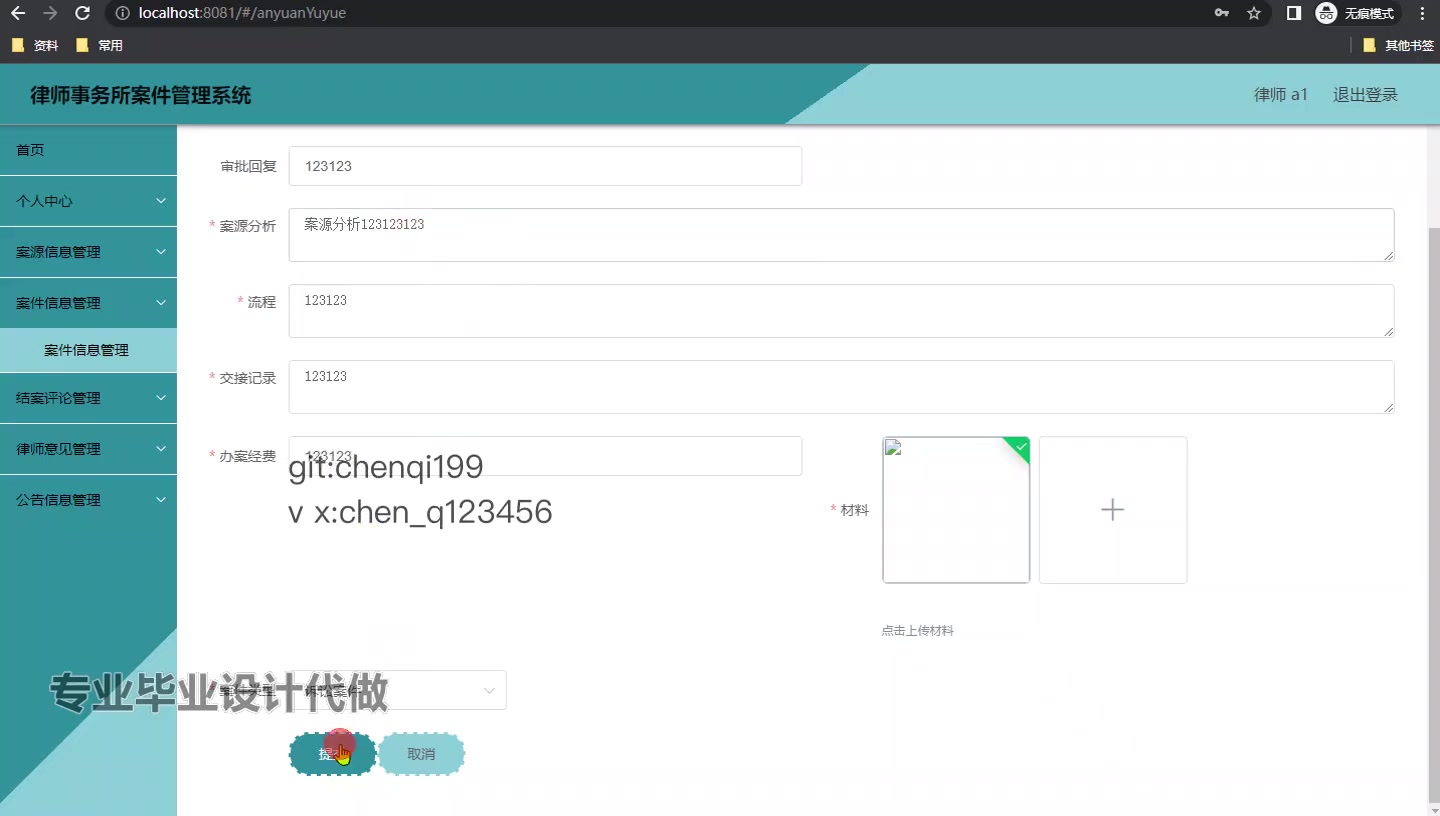 localhost:8081/#/anyuanYuyue
无痕模式
资料
常用
其他书签
律师事务所案件管理系统
律师 a1
退出登录
首页
个人中心
案源信息管理
案件信息管理
案件信息管理
结案评论管理
律师意见管理
公告信息管理
审批回复
123123
* 案源分析
案源分析123123123
* 流程
123123
* 交接记录
123123
* 办案经费
123123
git:chenqi199
v x:chen_q123456
* 材料
点击上传材料
案件类型
诉讼案件
专业毕业设计代做
取消